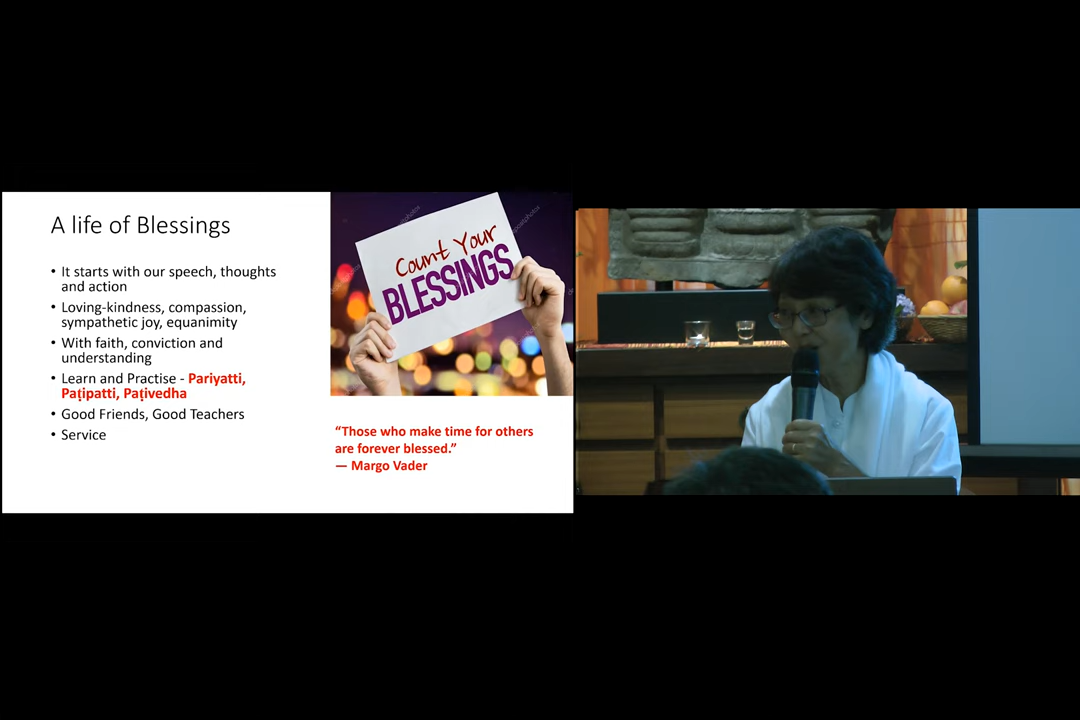 A life of Blessings
• It starts with our speech, thoughts
and action
• Loving-kindness, compassion,
sympathetic joy, equanimity
• With faith, conviction and
understanding
• Learn and Practise - Pariyatti,
Paṭipatti, Paṭivedha
• Good Friends, Good Teachers
• Service
Count Your
BLESSINGS
“Those who make time for others
are forever blessed.”
— Margo Vader